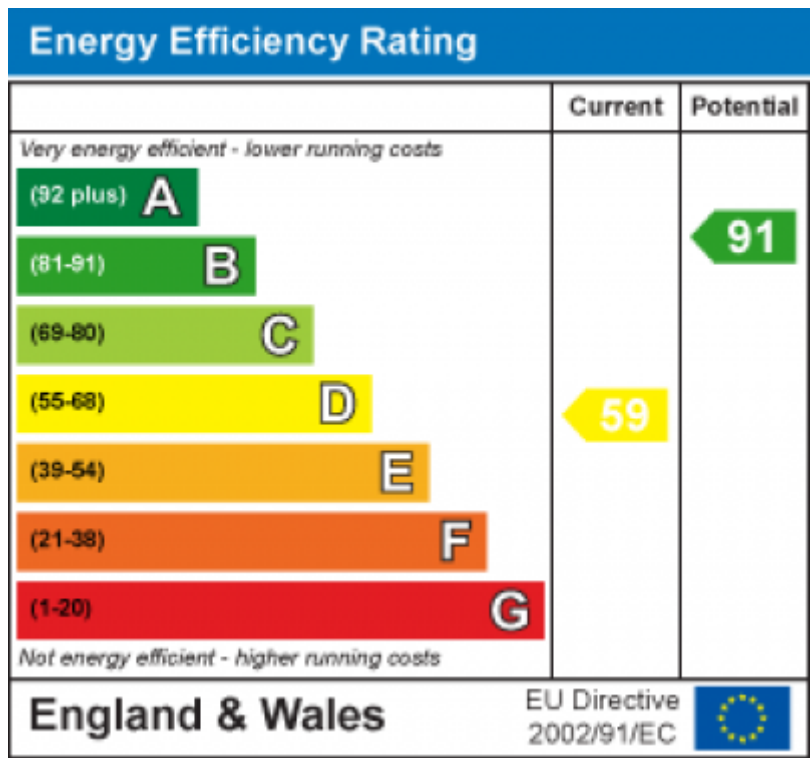 Energy Efficiency Rating
Current Potential
Very energy efficient - lower running costs
(92 plus) A
(81-91) B
91
(69-80) C
(55-68) D
59
(39-54) E
(21-38) F
(1-20) G
Not energy efficient - higher running costs
England & Wales
EU Directive
2002/91/EC